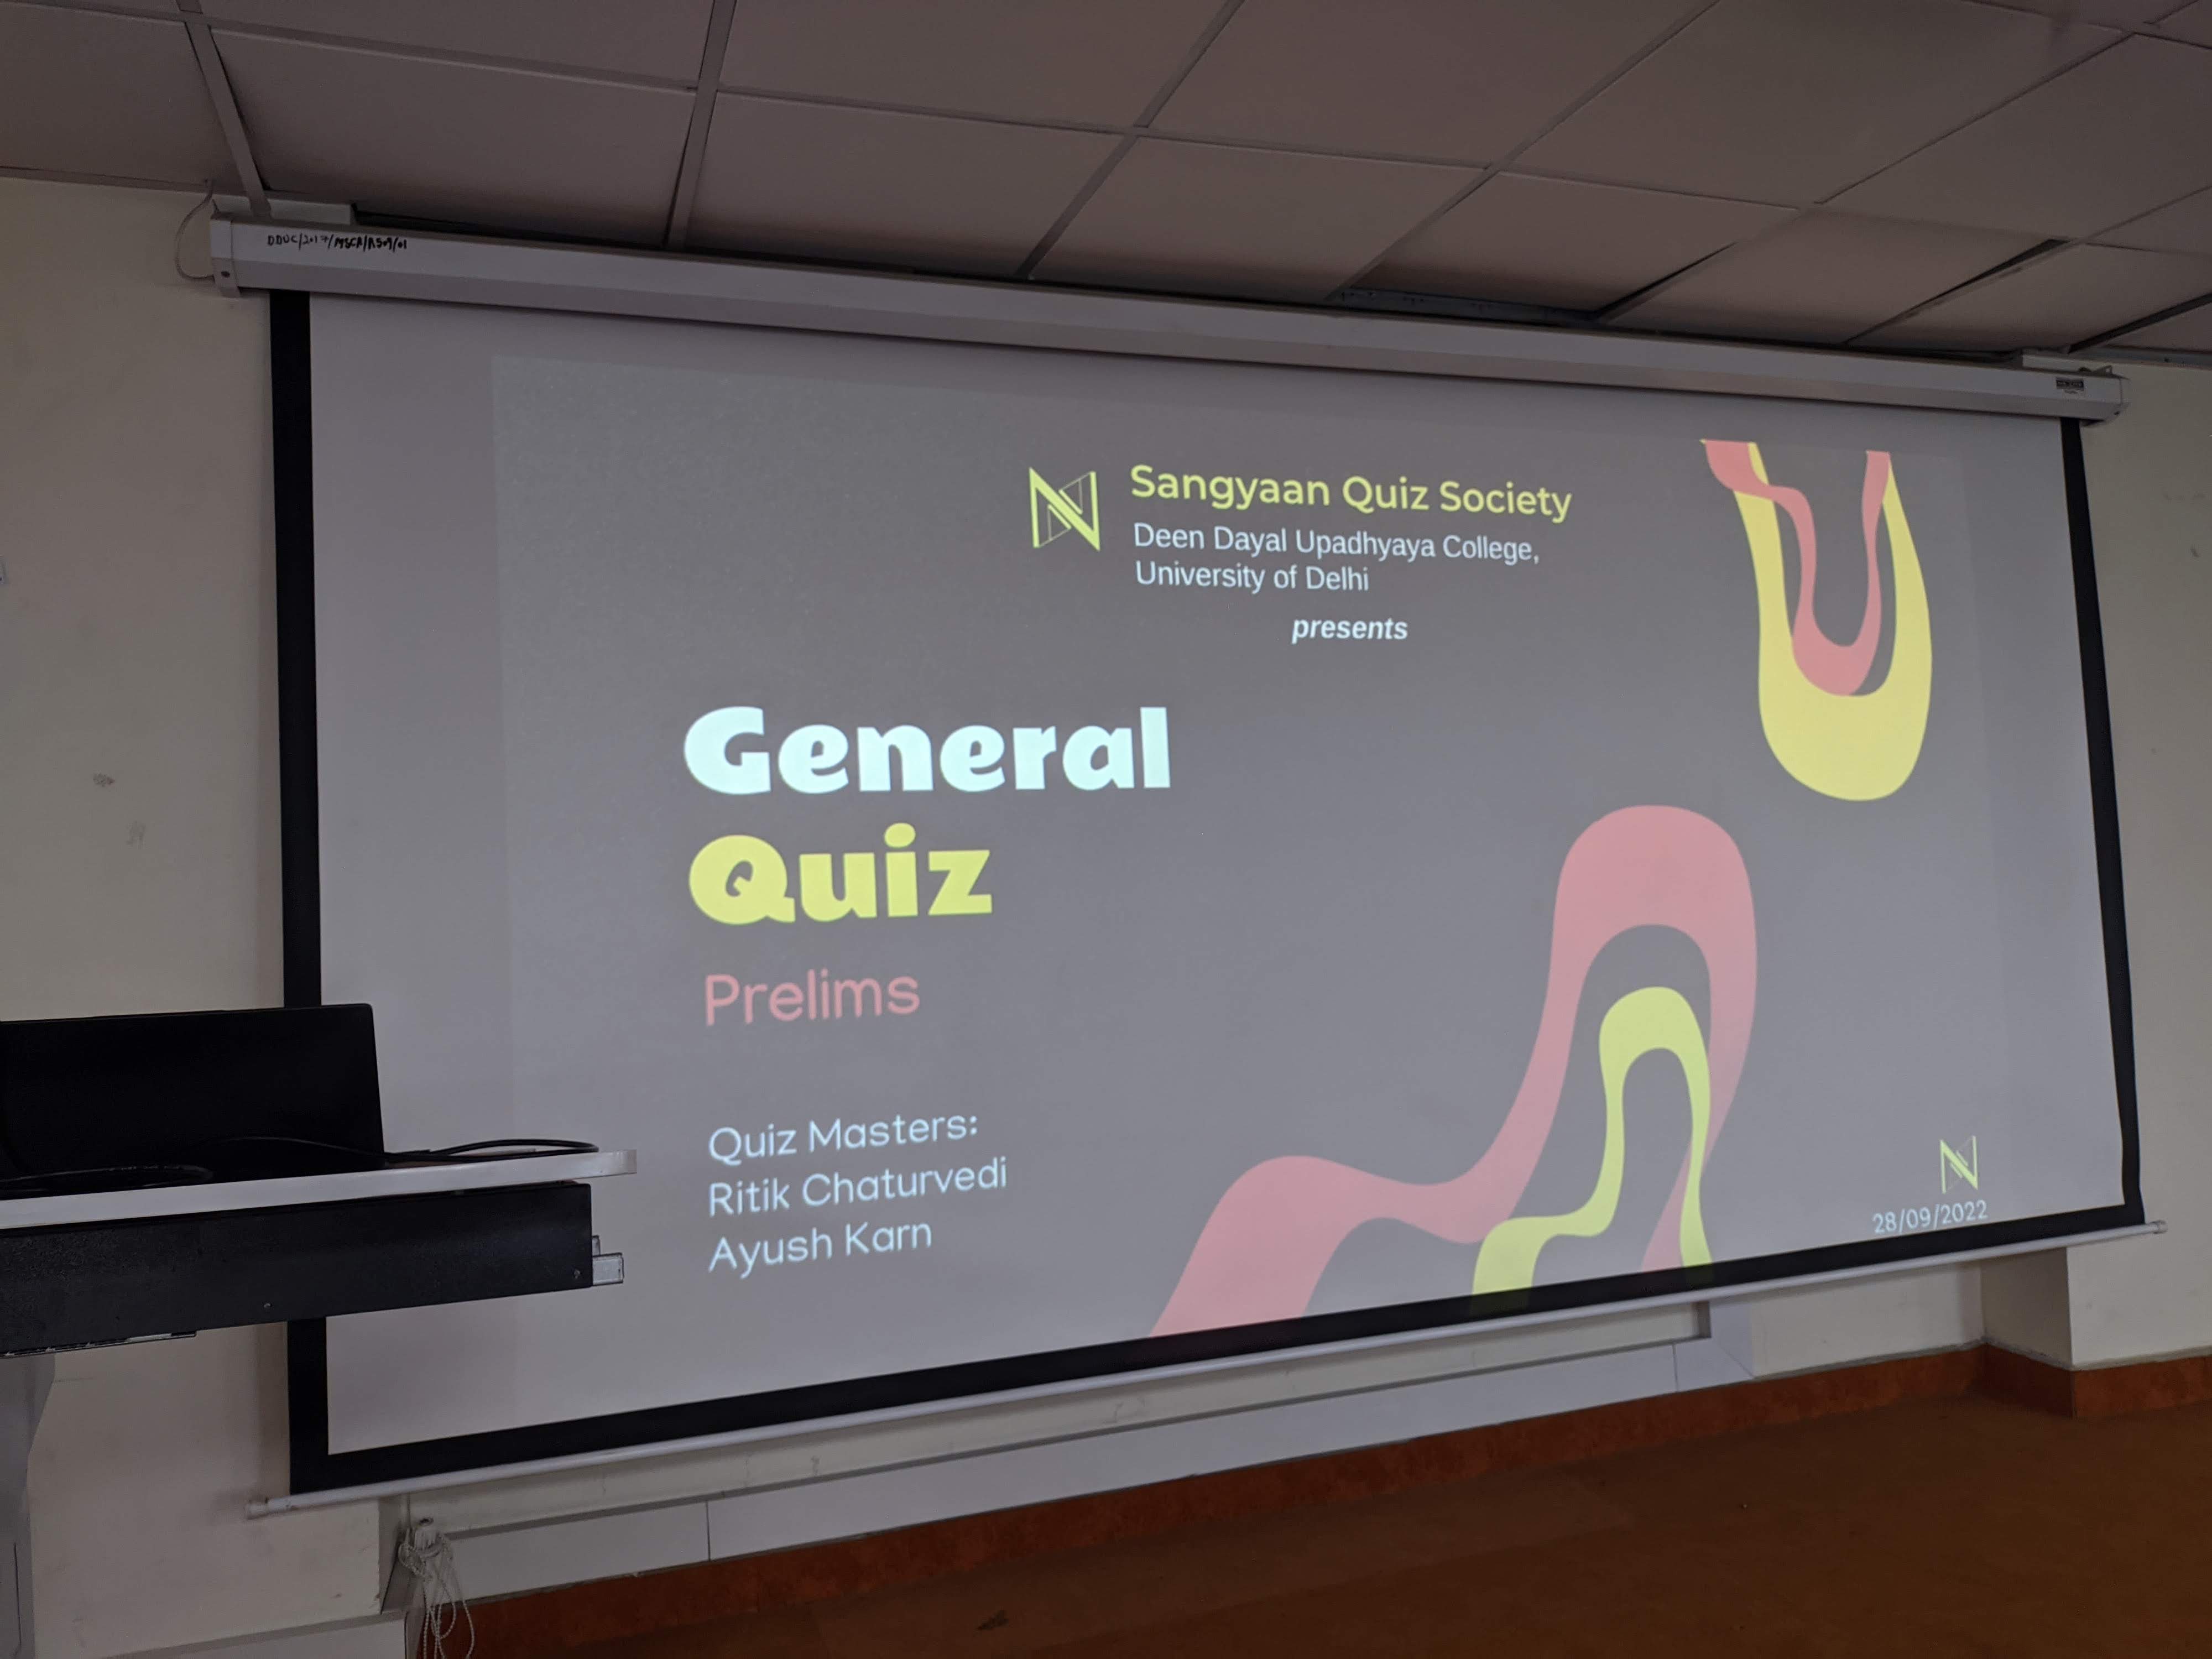 Sangyaan Quiz Society
Deen Dayal Upadhyaya College,
University of Delhi
presents
General
Quiz
Prelims
Quiz Masters:
Ritik Chaturvedi
Ayush Karn
28/09/2022